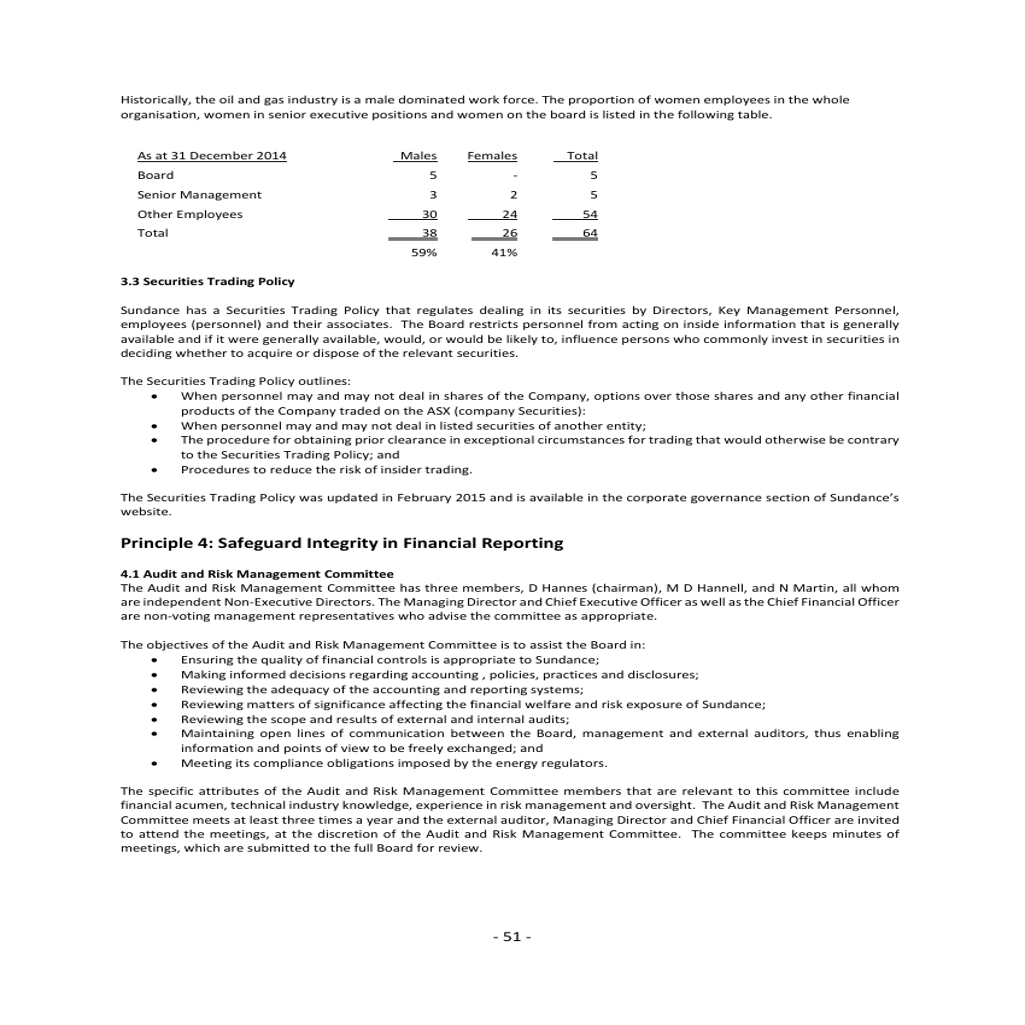 Historically, the oil and gas industry is a male dominated work force. The proportion of women employees in the whole
organisation, women in senior executive positions and women on the board is listed in the following table.
As at 31 December 2014 Males Females Total
Board 5 - 5
Senior Management 3 2 5
Other Employees 30 24 54
Total 38 26 64
59% 41%
3.3 Securities Trading Policy
Sundance has a Securities Trading Policy that regulates dealing in its securities by Directors, Key Management Personnel,
employees (personnel) and their associates. The Board restricts personnel from acting on inside information that is generally
available and if it were generally available, would, or would be likely to, influence persons who commonly invest in securities in
deciding whether to acquire or dispose of the relevant securities.
The Securities Trading Policy outlines:
• When personnel may and may not deal in shares of the Company, options over those shares and any other financial
products of the Company traded on the ASX (company Securities):
• When personnel may and may not deal in listed securities of another entity;
• The procedure for obtaining prior clearance in exceptional circumstances for trading that would otherwise be contrary
to the Securities Trading Policy; and
• Procedures to reduce the risk of insider trading.
The Securities Trading Policy was updated in February 2015 and is available in the corporate governance section of Sundance’s
website.
Principle 4: Safeguard Integrity in Financial Reporting
4.1 Audit and Risk Management Committee
The Audit and Risk Management Committee has three members, D Hannes (chairman), M D Hannell, and N Martin, all whom
are independent Non-Executive Directors. The Managing Director and Chief Executive Officer as well as the Chief Financial Officer
are non-voting management representatives who advise the committee as appropriate.
The objectives of the Audit and Risk Management Committee is to assist the Board in:
• Ensuring the quality of financial controls is appropriate to Sundance;
• Making informed decisions regarding accounting , policies, practices and disclosures;
• Reviewing the adequacy of the accounting and reporting systems;
• Reviewing matters of significance affecting the financial welfare and risk exposure of Sundance;
• Reviewing the scope and results of external and internal audits;
• Maintaining open lines of communication between the Board, management and external auditors, thus enabling
information and points of view to be freely exchanged; and
• Meeting its compliance obligations imposed by the energy regulators.
The specific attributes of the Audit and Risk Management Committee members that are relevant to this committee include
financial acumen, technical industry knowledge, experience in risk management and oversight. The Audit and Risk Management
Committee meets at least three times a year and the external auditor, Managing Director and Chief Financial Officer are invited
to attend the meetings, at the discretion of the Audit and Risk Management Committee. The committee keeps minutes of
meetings, which are submitted to the full Board for review.
- 51 -